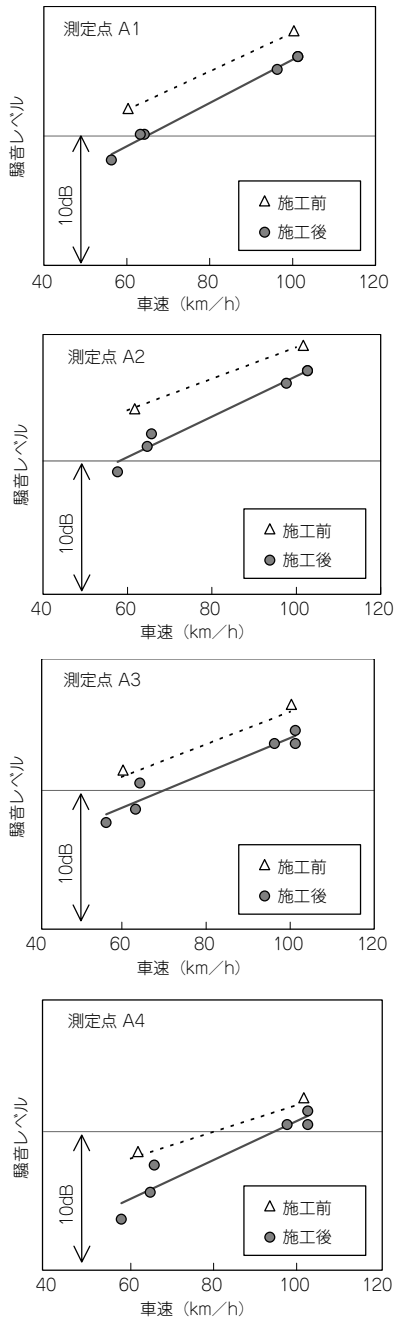 測定点 A1
騒音レベル
10dB
△ 施工前
● 施工後
40 60 80 100 120
車速（km／h）
測定点 A2
騒音レベル
10dB
△ 施工前
● 施工後
40 60 80 100 120
車速（km／h）
測定点 A3
騒音レベル
10dB
△ 施工前
● 施工後
40 60 80 100 120
車速（km／h）
測定点 A4
騒音レベル
10dB
△ 施工前
● 施工後
40 60 80 100 120
車速（km／h）